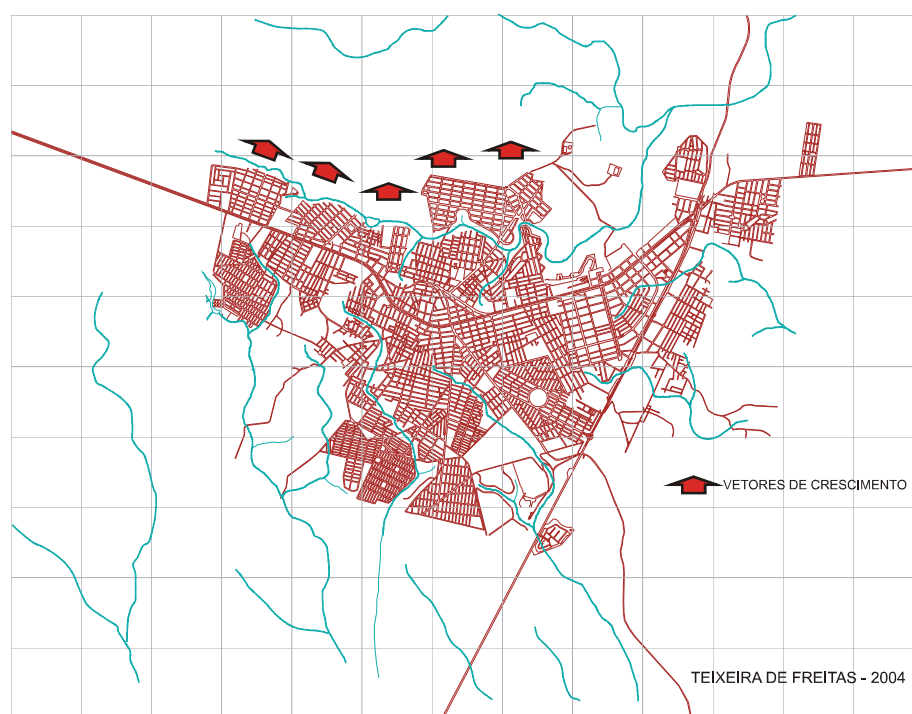 VETORES DE CRESCIMENTO
TEIXEIRA DE FREITAS - 2004